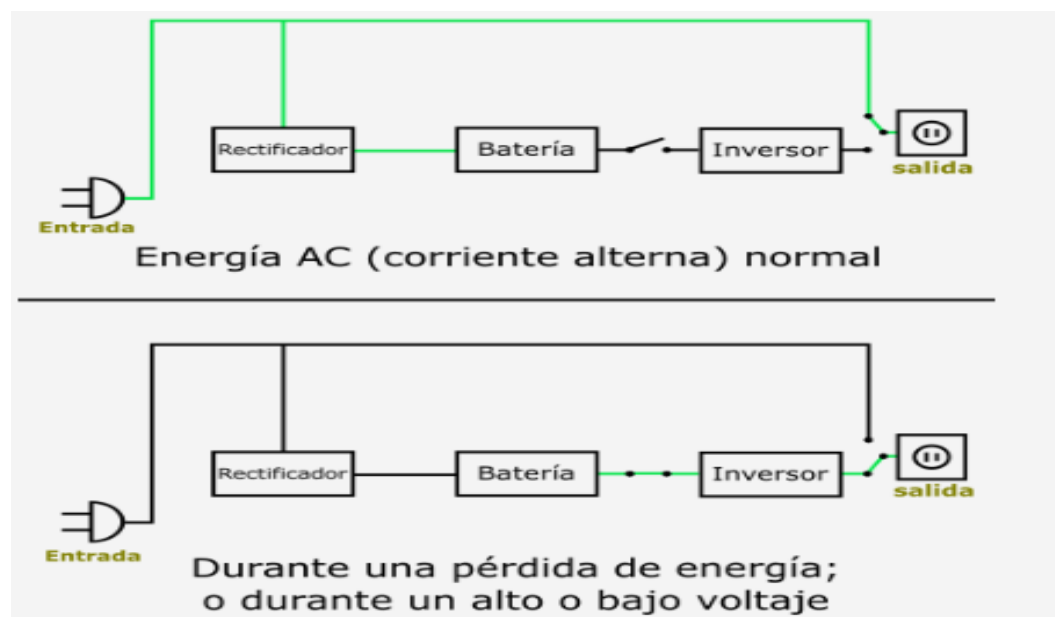 Rectificador
Batería
Inversor
salida
Entrada
Energía AC (corriente alterna) normal
Rectificador
Batería
Inversor
salida
Entrada
Durante una pérdida de energía;
o durante un alto o bajo voltaje